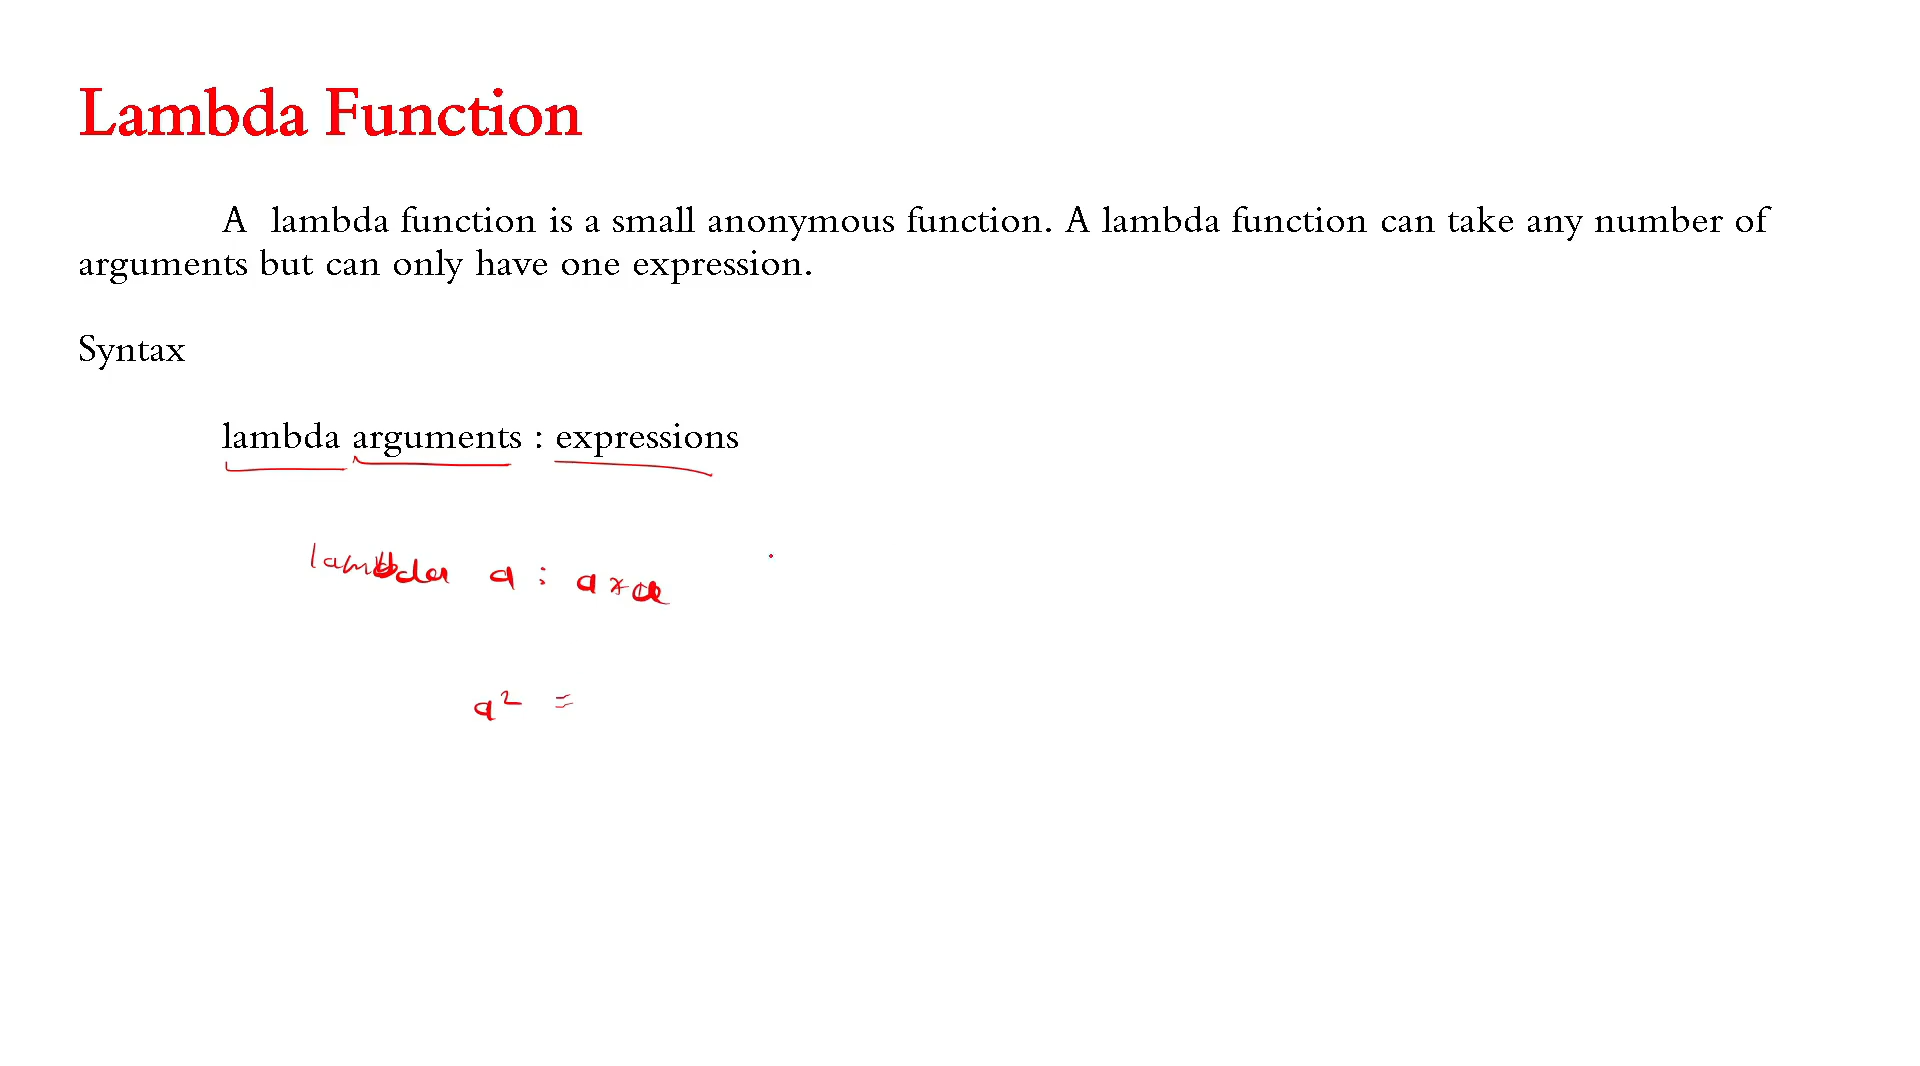 Lambda Function
A lambda function is a small anonymous function. A lambda function can take any number of
arguments but can only have one expression.
Syntax
lambda arguments : expressions
lambda a : a*a
a² =